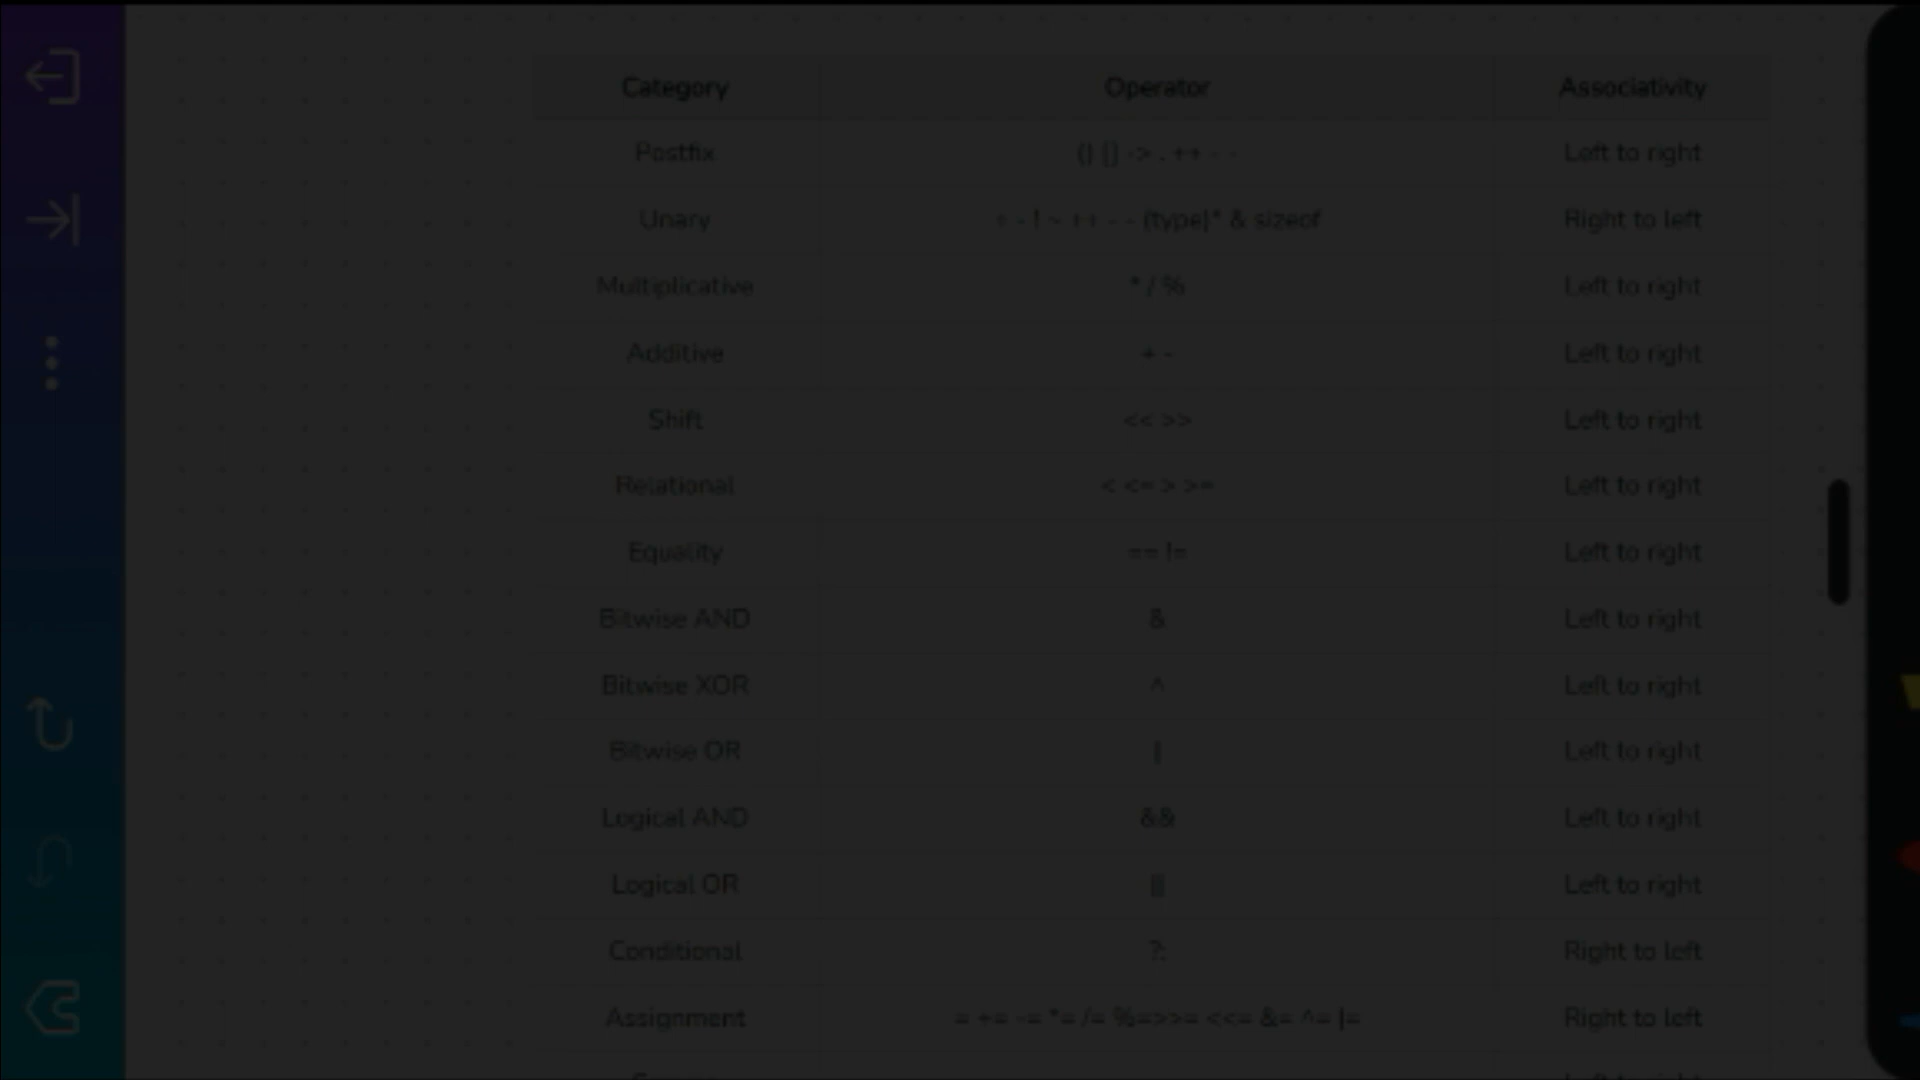 Category Operator Associativity
Postfix () [] -> . ++ - - Left to right
Unary + - ! ~ ++ - - (type)* & sizeof Right to left
Multiplicative * / % Left to right
Additive + - Left to right
Shift << >> Left to right
Relational < <= > >= Left to right
Equality == != Left to right
Bitwise AND & Left to right
Bitwise XOR ^ Left to right
Bitwise OR | Left to right
Logical AND && Left to right
Logical OR || Left to right
Conditional ?: Right to left
Assignment = += -= *= /= %=>>= <<= &= ^= |= Right to left